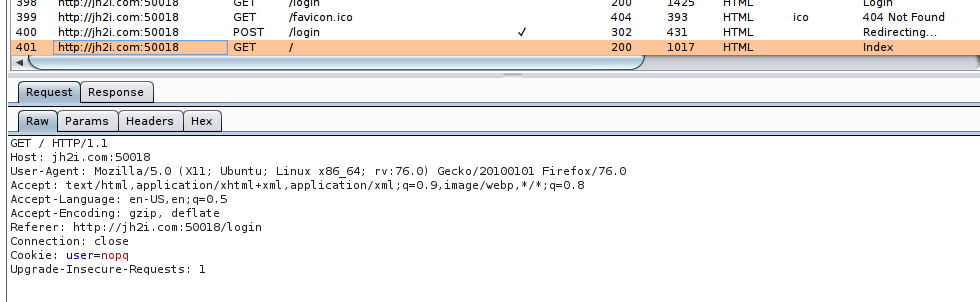 398 http://jh2i.com:50018 GET /login 200 1425 HTML Login
399 http://jh2i.com:50018 GET /favicon.ico 404 393 HTML ico 404 Not Found
400 http://jh2i.com:50018 POST /login ✓ 302 431 HTML Redirecting...
401 http://jh2i.com:50018 GET / 200 1017 HTML Index
Request Response
Raw Params Headers Hex
GET / HTTP/1.1
Host: jh2i.com:50018
User-Agent: Mozilla/5.0 (X11; Ubuntu; Linux x86_64; rv:76.0) Gecko/20100101 Firefox/76.0
Accept: text/html,application/xhtml+xml,application/xml;q=0.9,image/webp,*/*;q=0.8
Accept-Language: en-US,en;q=0.5
Accept-Encoding: gzip, deflate
Referer: http://jh2i.com:50018/login
Connection: close
Cookie: user=nopq
Upgrade-Insecure-Requests: 1